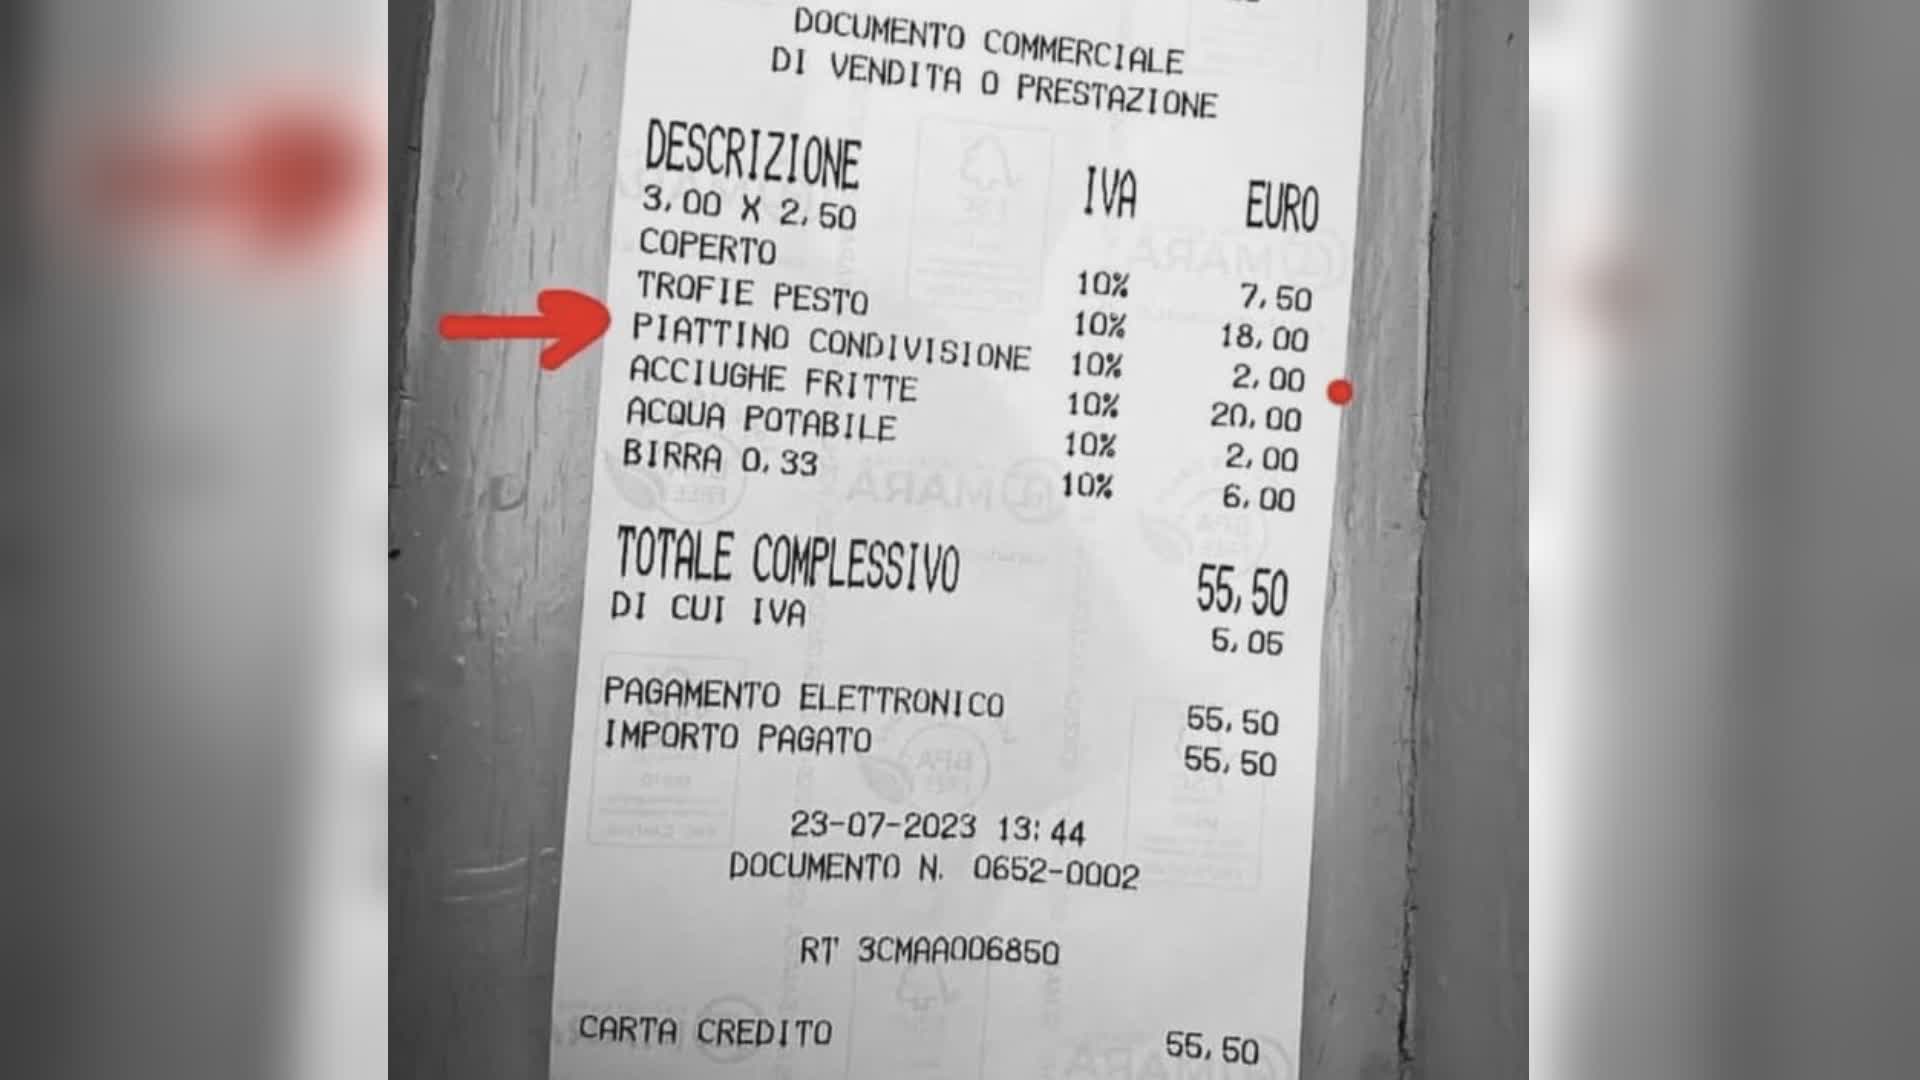 DOCUMENTO COMMERCIALE
DI VENDITA O PRESTAZIONE
DESCRIZIONE IVA EURO
3,00 X 2,50
COPERTO 10% 7,50
TROFIE PESTO 10% 18,00
PIATTINO CONDIVISIONE 10% 2,00
ACCIUGHE FRITTE 10% 20,00
ACQUA POTABILE 10% 2,00
BIRRA 0,33 10% 6,00
TOTALE COMPLESSIVO 55,50
DI CUI IVA 5,05
PAGAMENTO ELETTRONICO 55,50
IMPORTO PAGATO 55,50
23-07-2023 13:44
DOCUMENTO N. 0652-0002
RT 3CMAA006850
CARTA CREDITO 55,50